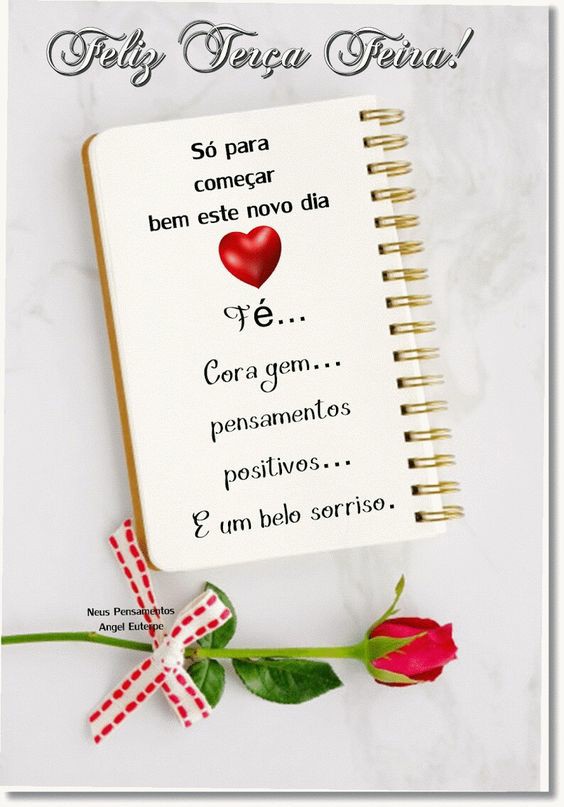 Feliz Terça Feira!
Só para
começar
bem este novo dia
Fé...
Cora gem...
pensamentos
positivos...
E um belo sorriso.
Neus Pensamentos
Angel Euterpe